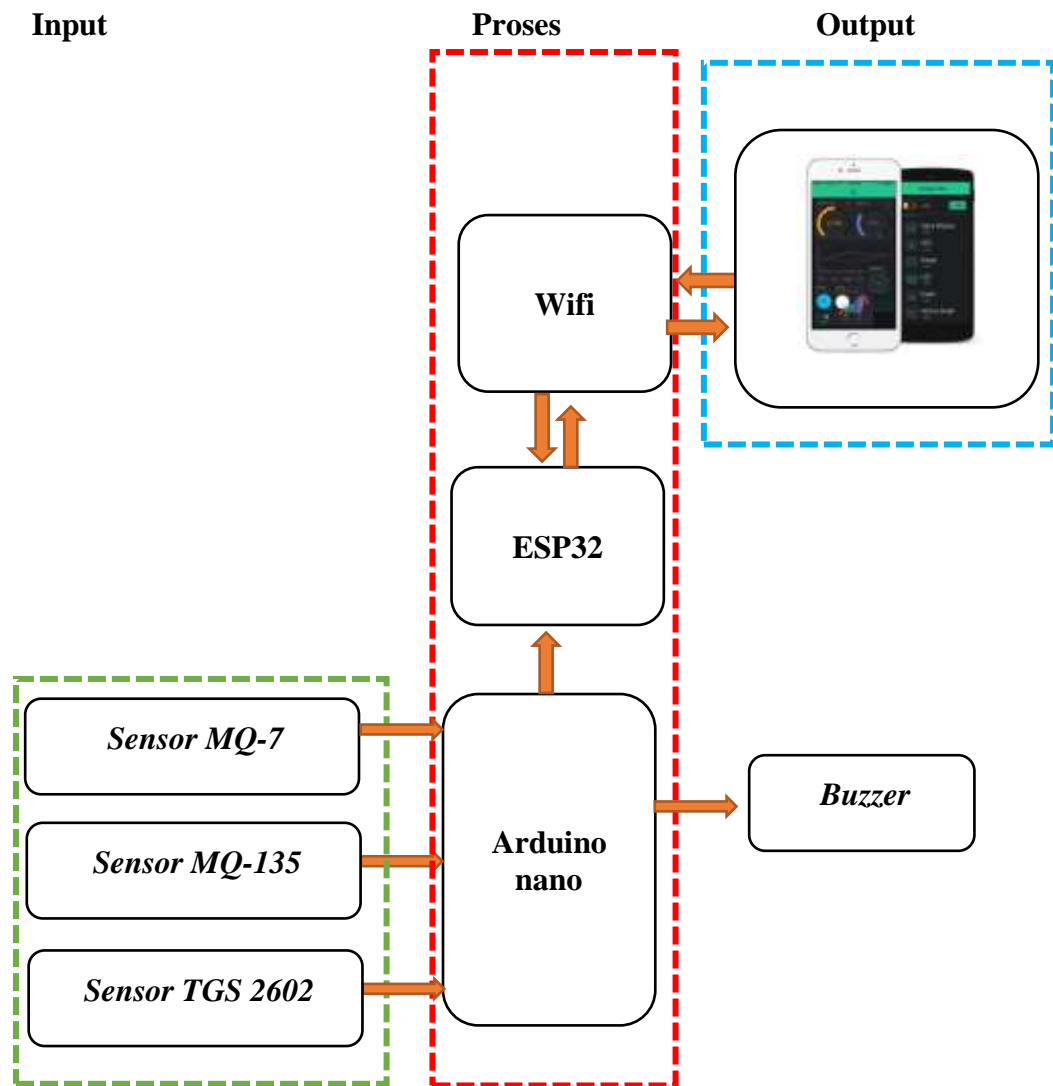 Input
Proses
Output
Wifi
ESP32
Sensor MQ-7
Sensor MQ-135
Sensor TGS 2602
Arduino
nano
Buzzer